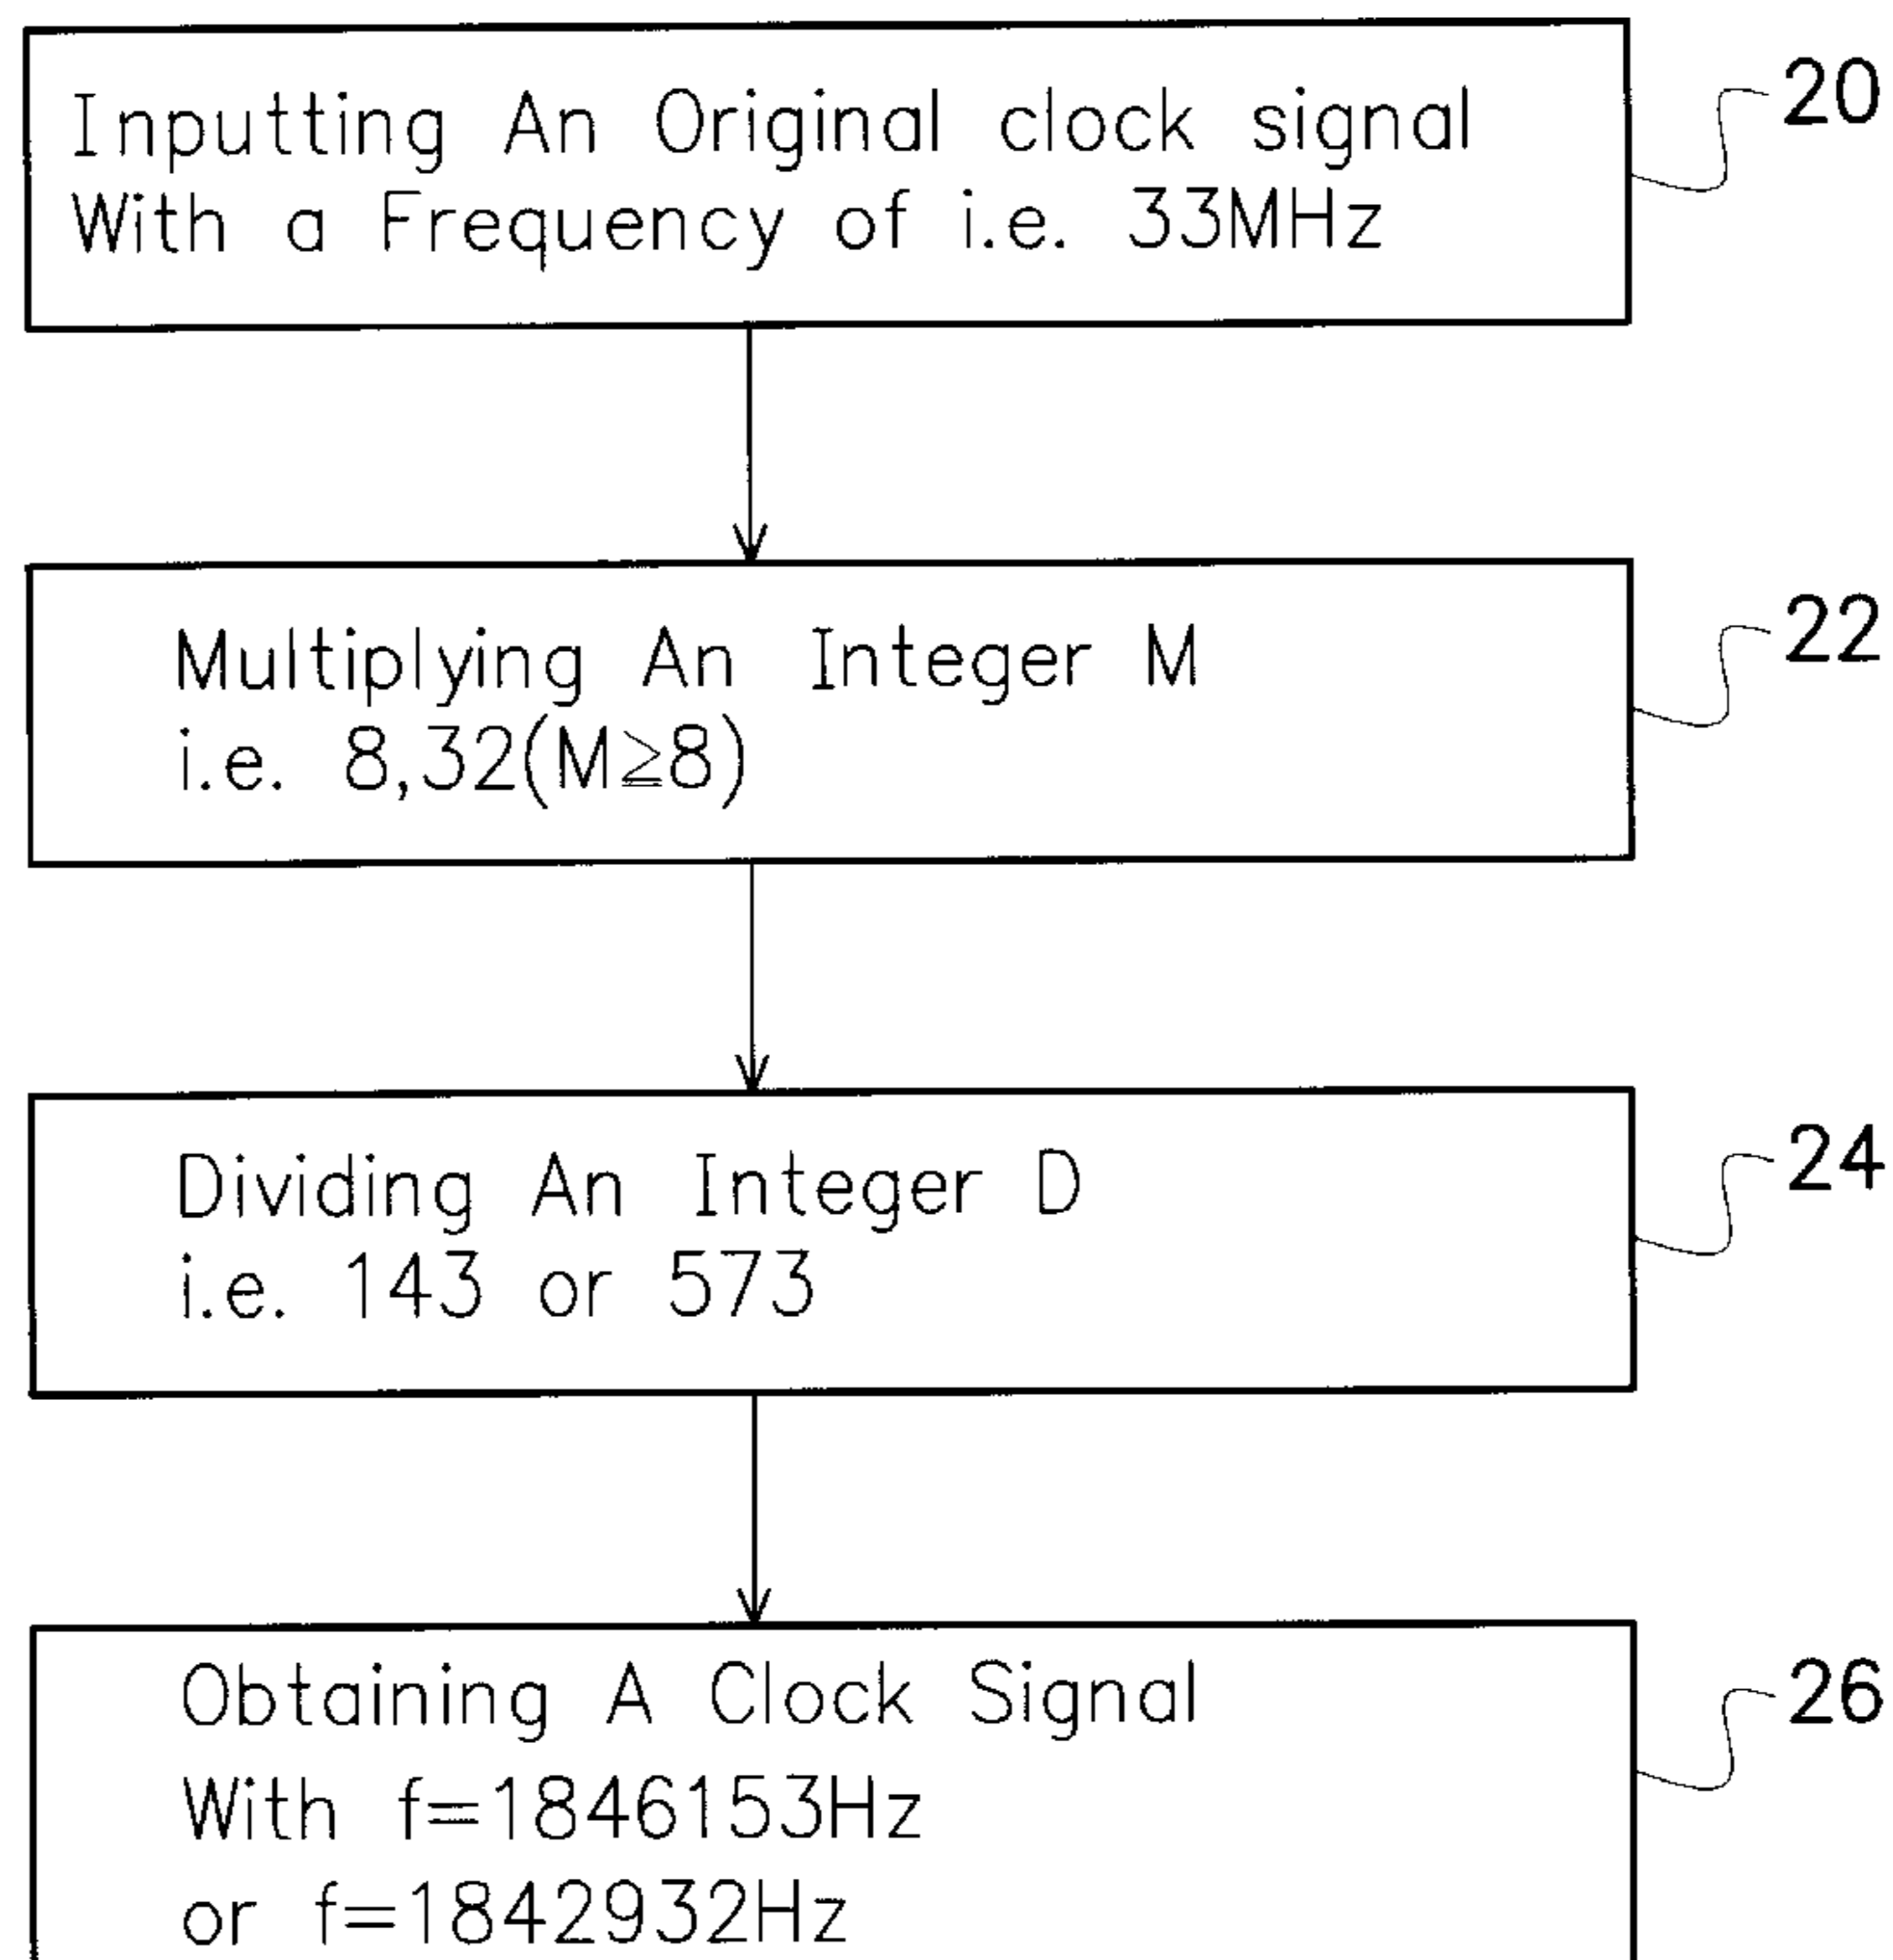 Inputting An Original clock signal
With a Frequency of i.e. 33MHz
20
Multiplying An Integer M
i.e. 8,32(M≧8)
22
Dividing An Integer D
i.e. 143 or 573
24
Obtaining A Clock Signal
With f=1846153Hz
or f=1842932Hz
26